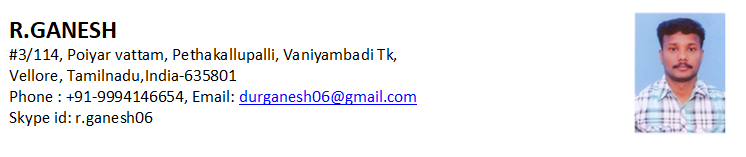 R.GANESH
#3/114, Poiyar vattam, Pethakallupalli, Vaniyambadi Tk,
Vellore, Tamilnadu,India-635801
Phone : +91-9994146654, Email: durganesh06@gmail.com
Skype id: r.ganesh06